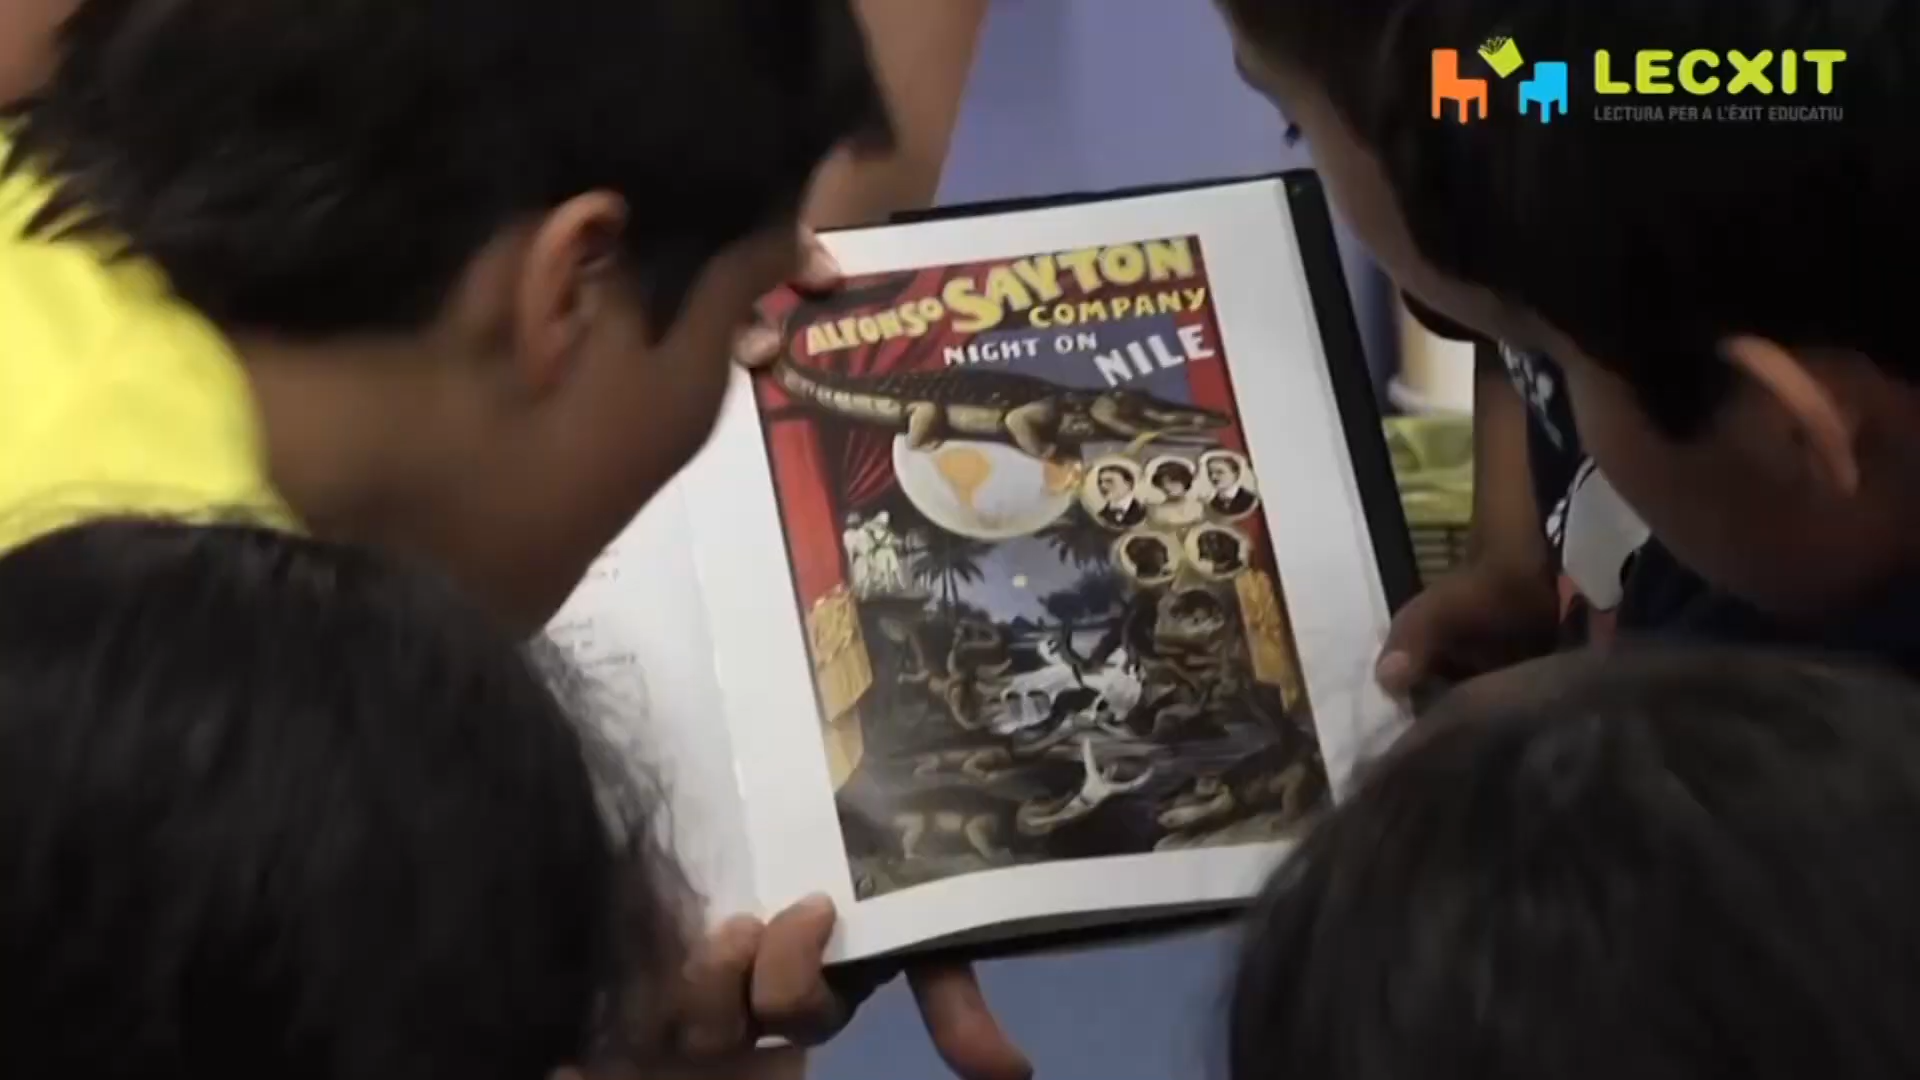 LECXIT
LECTURA PER A L'ÈXIT EDUCATIU
ALFONSO SAYTON
COMPANY
NIGHT ON
NILE